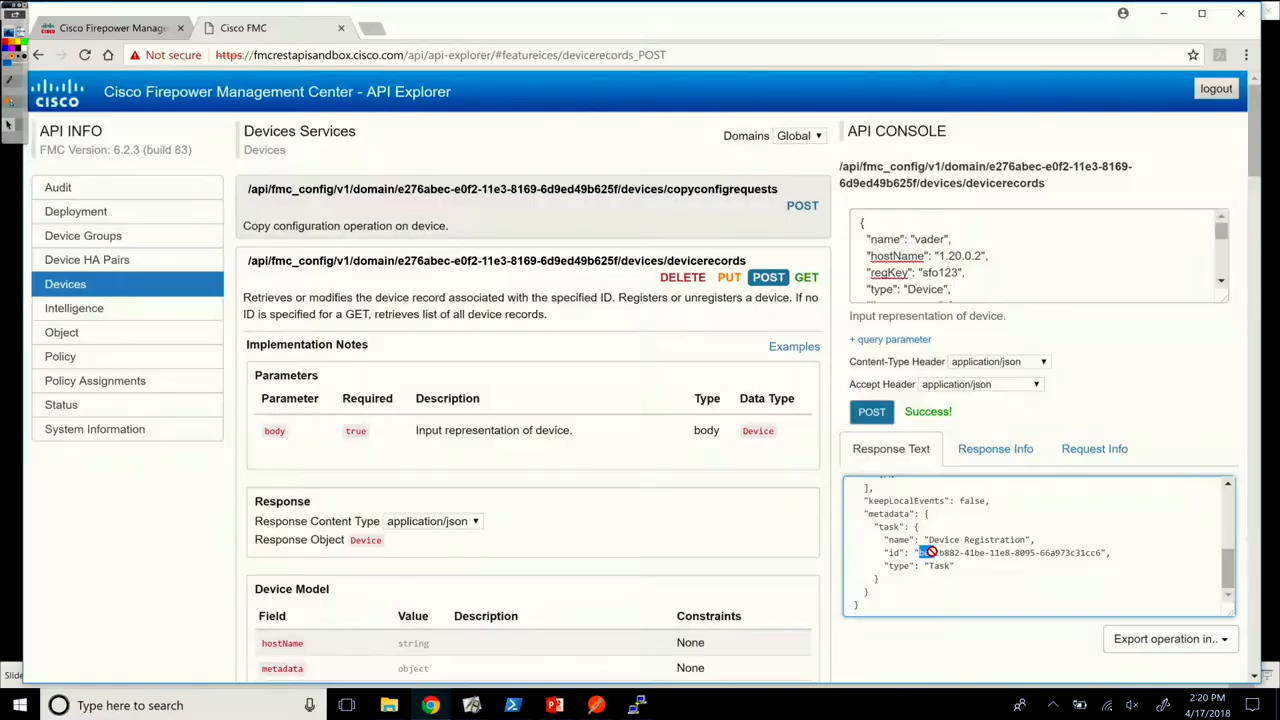 Cisco Firepower Manage
Cisco FMC
Not secure
https://fmcrestapisandbox.cisco.com/api/api-explorer/#featureices/devicerecords_POST
CISCO
Cisco Firepower Management Center - API Explorer
logout
API INFO
FMC Version: 6.2.3 (build 83)
Audit
Deployment
Device Groups
Device HA Pairs
Devices
Intelligence
Object
Policy
Policy Assignments
Status
System Information
Devices Services
Devices
Domains Global
/api/fmc_config/v1/domain/e276abec-e0f2-11e3-8169-6d9ed49b625f/devices/copyconfigrequests
POST
Copy configuration operation on device.
/api/fmc_config/v1/domain/e276abec-e0f2-11e3-8169-6d9ed49b625f/devices/devicerecords
DELETE PUT POST GET
Retrieves or modifies the device record associated with the specified ID. Registers or unregisters a device. If no
ID is specified for a GET, retrieves list of all device records.
Implementation Notes
Examples
Parameters
Parameter Required Description Type Data Type
body true Input representation of device. body Device
Response
Response Content Type application/json
Response Object Device
Device Model
Field Value Description Constraints
hostName string None
metadata object None
API CONSOLE
/api/fmc_config/v1/domain/e276abec-e0f2-11e3-8169-
6d9ed49b625f/devices/devicerecords
{
"name": "vader",
"hostName": "1.20.0.2",
"regKey": "sfo123",
"type": "Device",
Input representation of device.
+ query parameter
Content-Type Header application/json
Accept Header application/json
POST Success!
Response Text Response Info Request Info
],
"keepLocalEvents": false,
"metadata": {
"task": {
"name": "Device Registration",
"id": "b882-41be-11e8-8095-66a973c31cc6",
"type": "Task"
}
}
}
Export operation in..
Slide
Type here to search
2:20 PM
4/17/2018